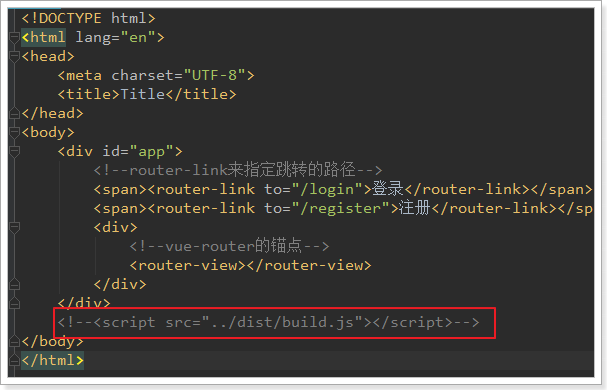 <!DOCTYPE html>
<html lang="en">
<head>
<meta charset="UTF-8">
<title>Title</title>
</head>
<body>
<div id="app">
<!--router-link来指定跳转的路径-->
<span><router-link to="/login">登录</router-link></span>
<span><router-link to="/register">注册</router-link></sp
<div>
<!--vue-router的锚点-->
<router-view></router-view>
</div>
</div>
<!--<script src="../dist/build.js"></script>-->
</body>
</html>